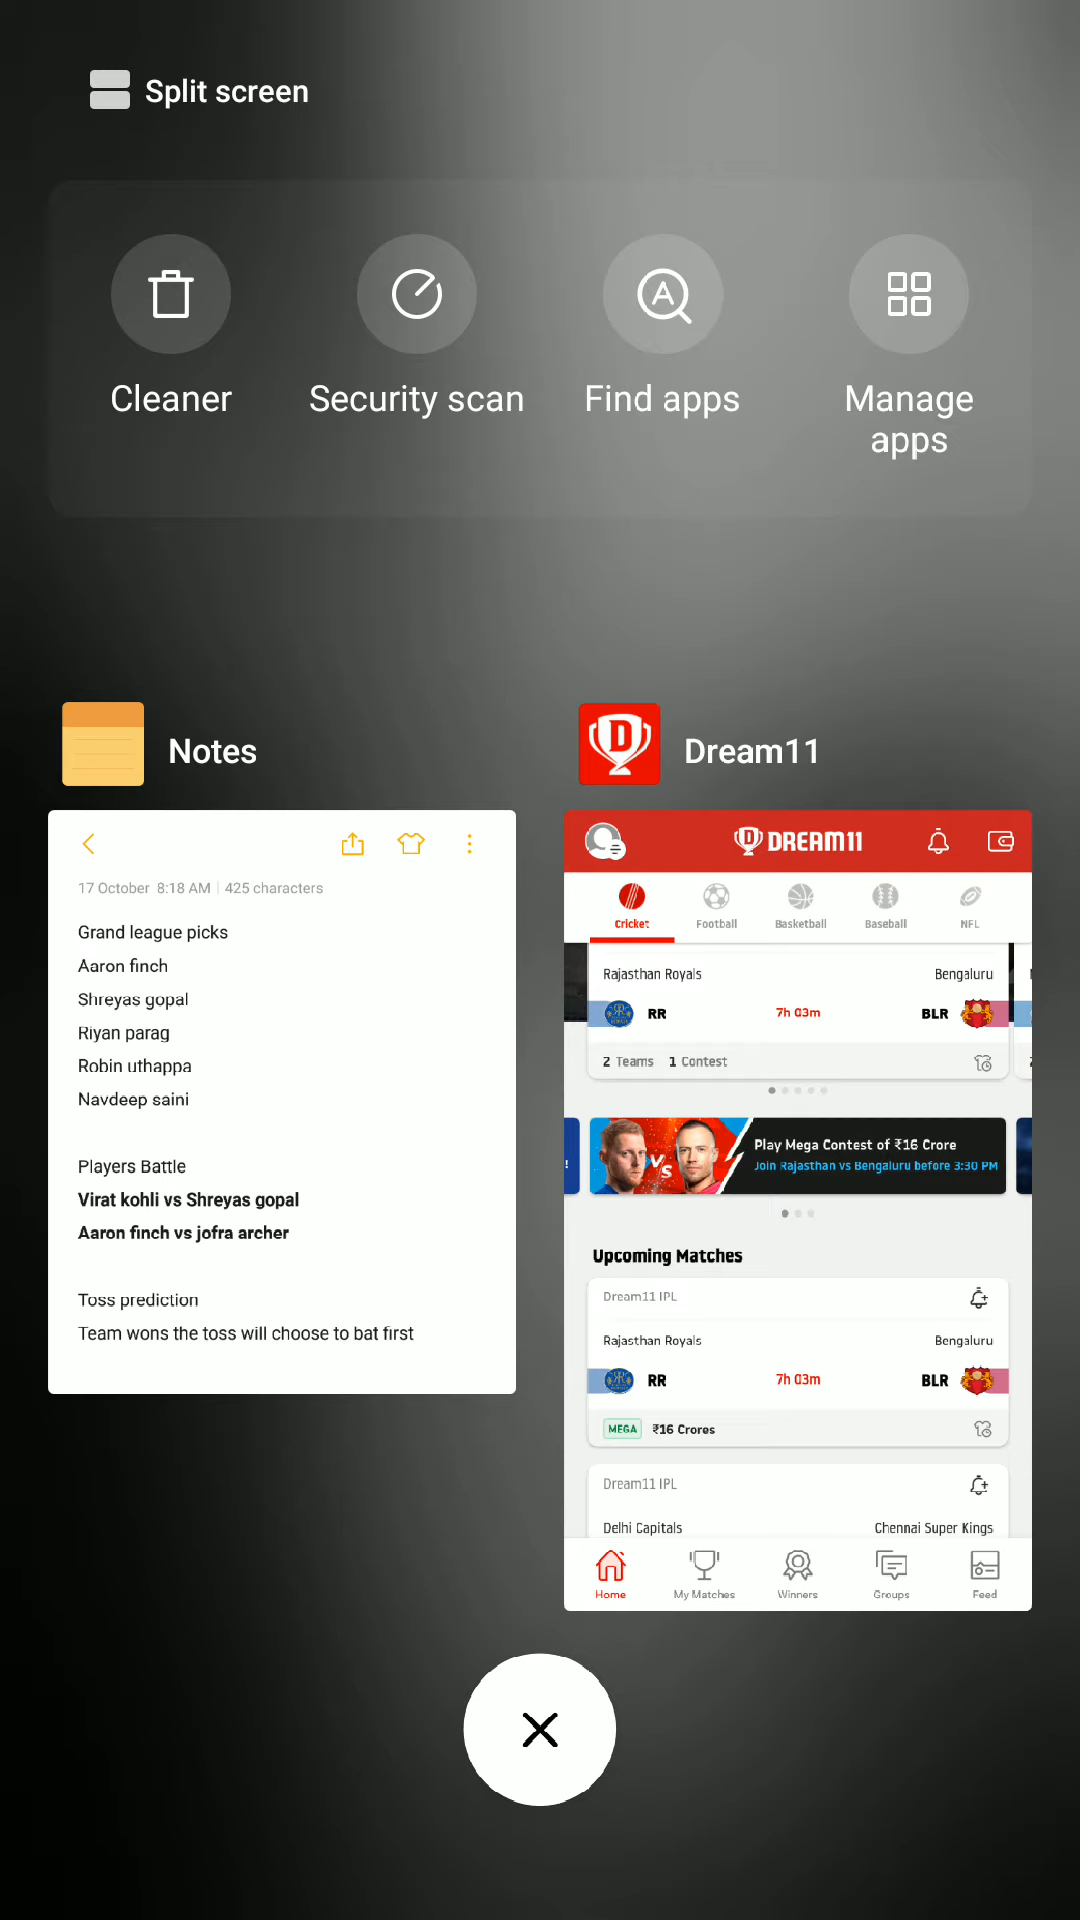 Split screen
Cleaner
Security scan
Find apps
Manage
apps
Notes
17 October 8:18 AM | 425 characters
Grand league picks
Aaron finch
Shreyas gopal
Riyan parag
Robin uthappa
Navdeep saini
Players Battle
Virat kohli vs Shreyas gopal
Aaron finch vs jofra archer
Toss prediction
Team wons the toss will choose to bat first
Dream11
DREAM11
Cricket Football Basketball Baseball NFL
Rajasthan Royals Bengaluru
RR 7h 03m BLR
2 Teams 1 Contest
VS
Play Mega Contest of ₹16 Crore
Join Rajasthan vs Bengaluru before 3:30 PM
Upcoming Matches
Dream11 IPL
Rajasthan Royals Bengaluru
RR 7h 03m BLR
MEGA ₹16 Crores
Dream11 IPL
Delhi Capitals Chennai Super Kings
Home My Matches Winners Groups Feed